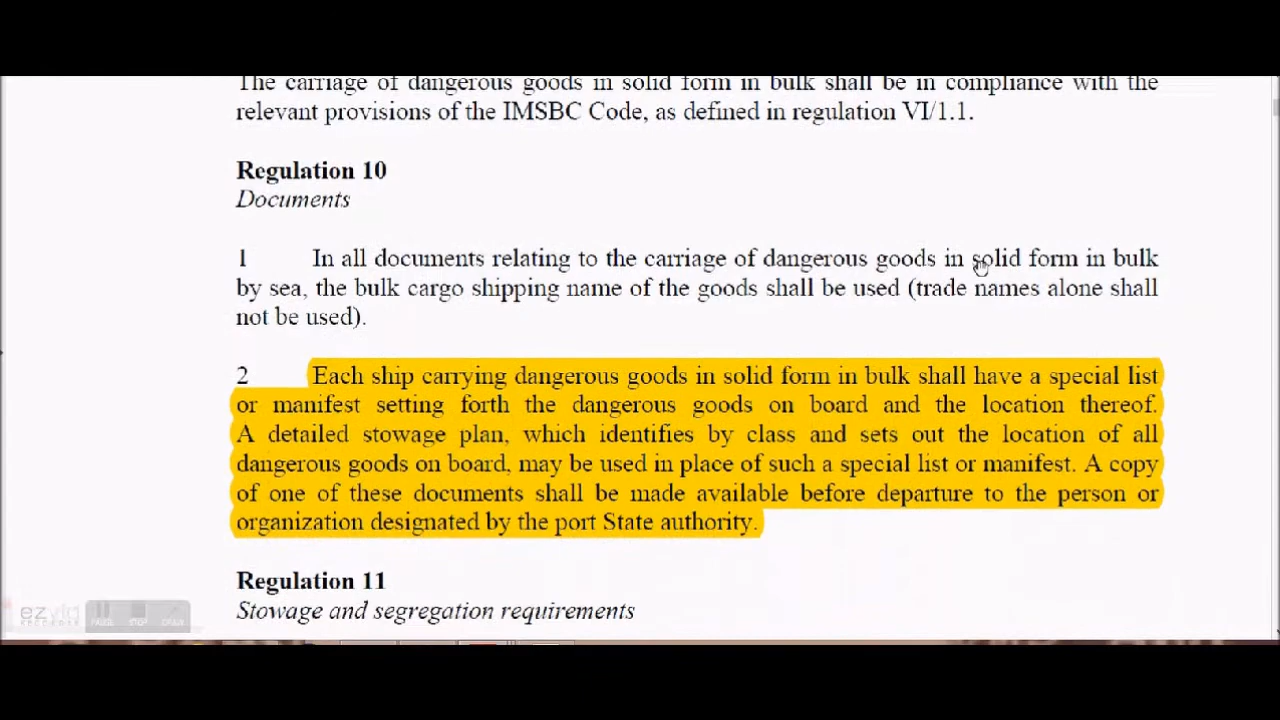 The carriage of dangerous goods in solid form in bulk shall be in compliance with the
relevant provisions of the IMSBC Code, as defined in regulation VI/1.1.
Regulation 10
Documents
1 In all documents relating to the carriage of dangerous goods in solid form in bulk
by sea, the bulk cargo shipping name of the goods shall be used (trade names alone shall
not be used).
2 Each ship carrying dangerous goods in solid form in bulk shall have a special list
or manifest setting forth the dangerous goods on board and the location thereof.
A detailed stowage plan, which identifies by class and sets out the location of all
dangerous goods on board, may be used in place of such a special list or manifest. A copy
of one of these documents shall be made available before departure to the person or
organization designated by the port State authority.
Regulation 11
Stowage and segregation requirements
ezvid
RECORDER
PAUSE STOP DRAW